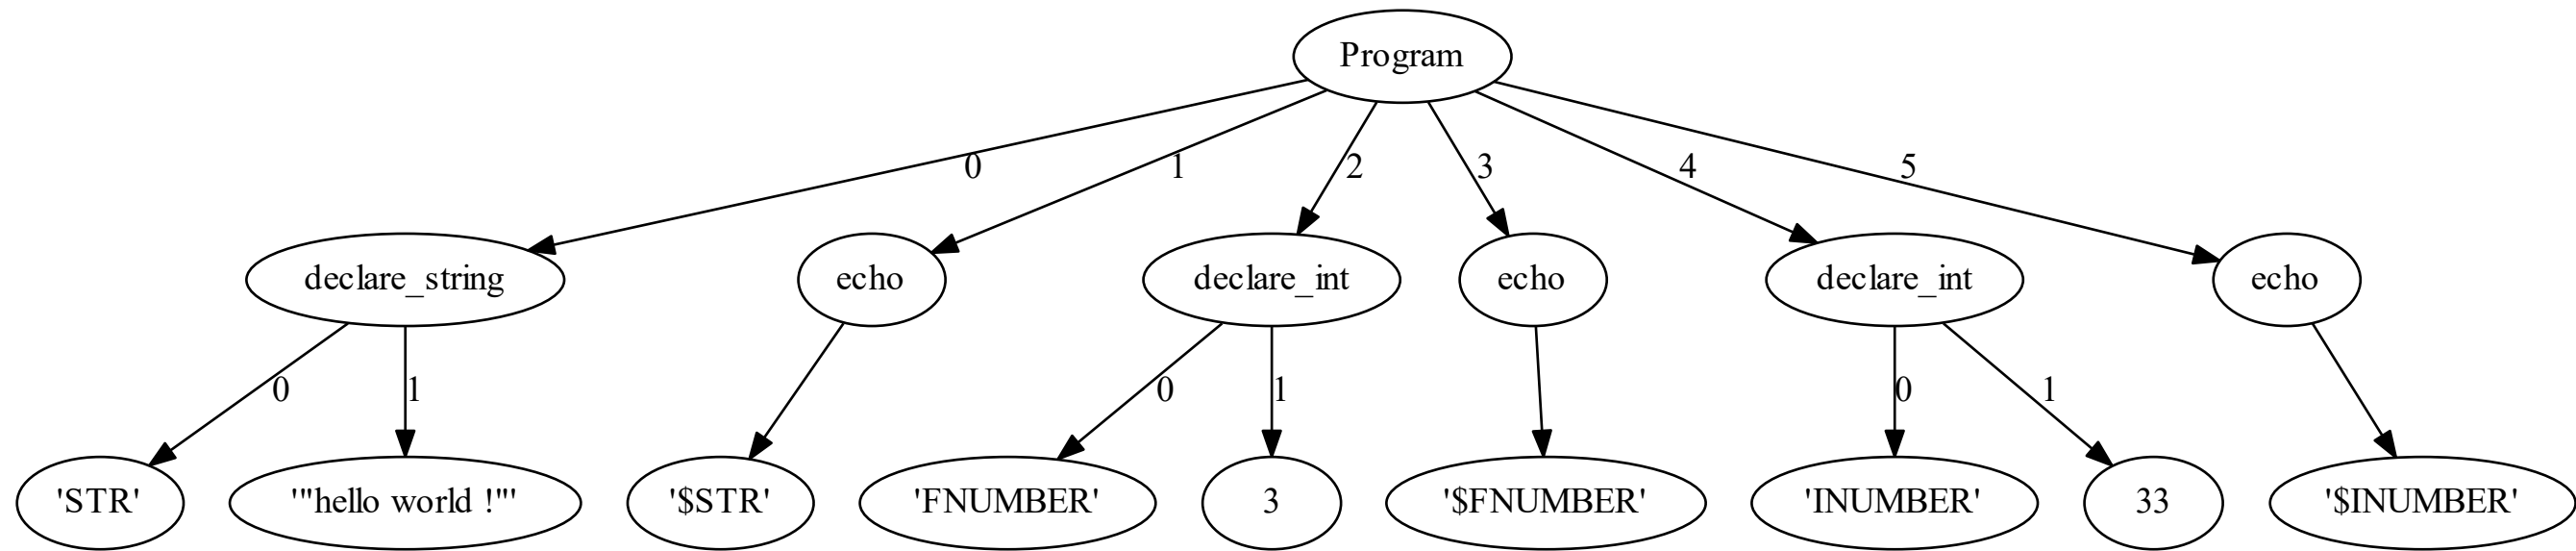 Program
0
1
2
3
4
5
declare_string
echo
declare_int
echo
declare_int
echo
0
1
0
1
0
1
'STR'
'"hello world !"'
'$STR'
'FNUMBER'
3
'$FNUMBER'
'INUMBER'
33
'$INUMBER'